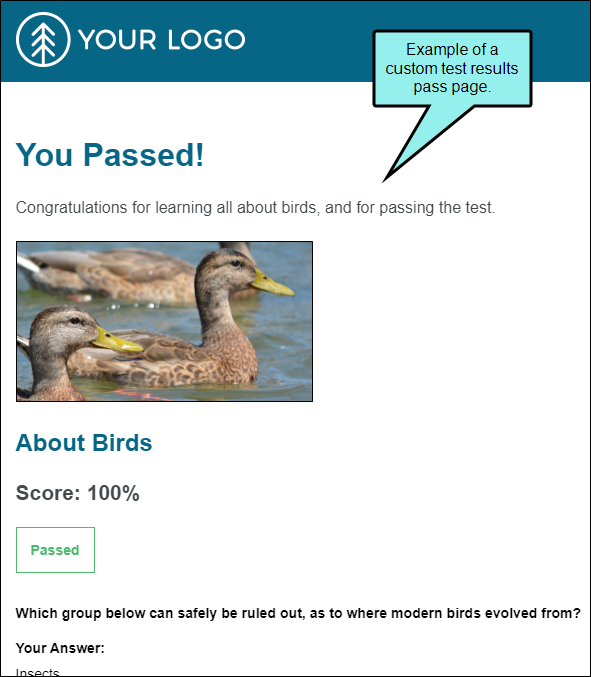 YOUR LOGO
Example of a
custom test results
pass page.
You Passed!
Congratulations for learning all about birds, and for passing the test.
About Birds
Score: 100%
Passed
Which group below can safely be ruled out, as to where modern birds evolved from?
Your Answer:
Insects